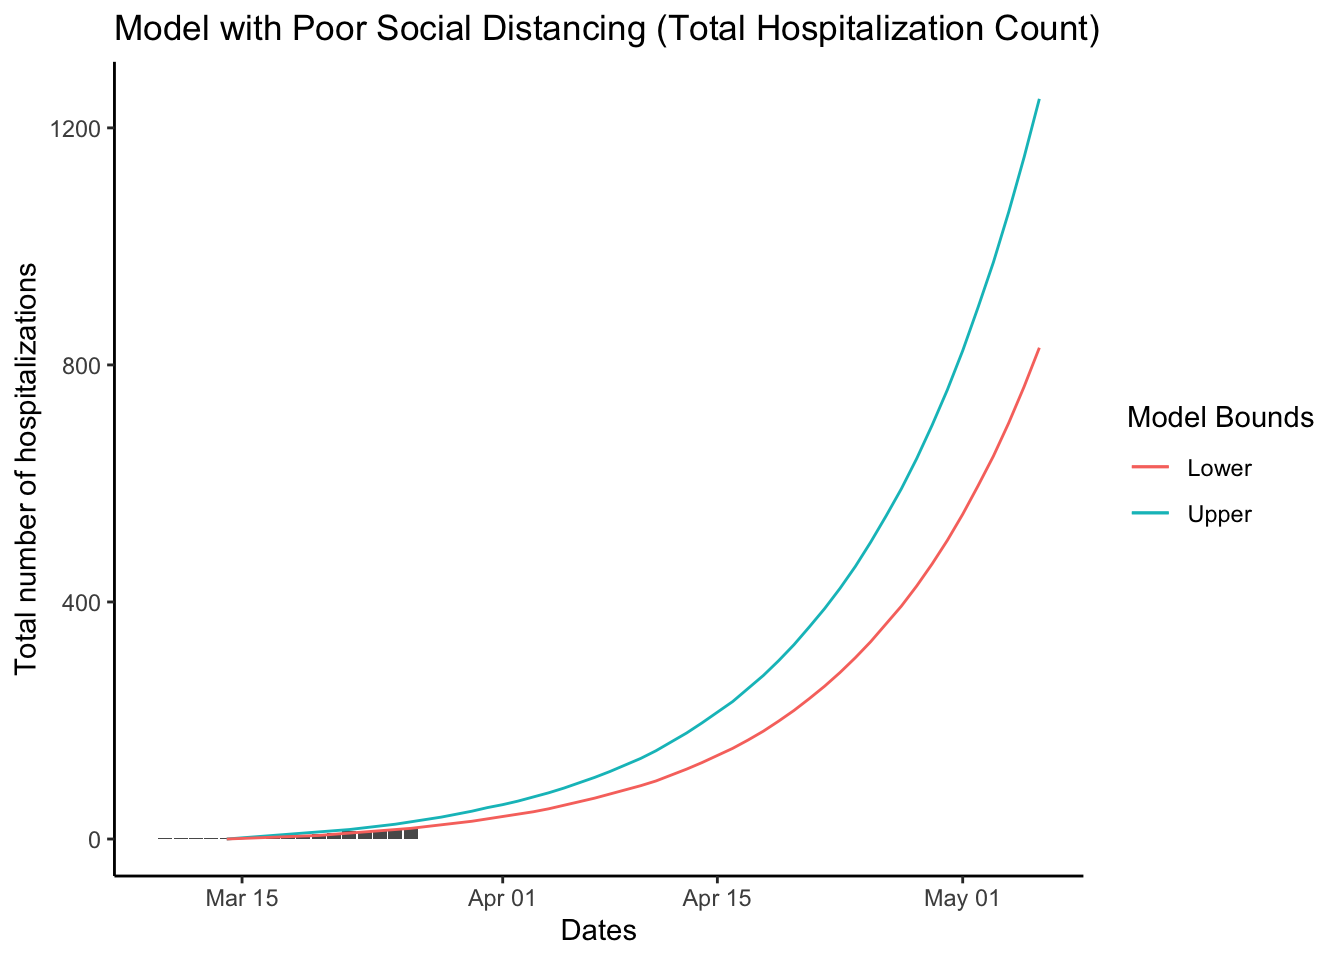 Model with Poor Social Distancing (Total Hospitalization Count)
Total number of hospitalizations
1200
800
400
0
Mar 15
Apr 01
Apr 15
May 01
Dates
Model Bounds
Lower
Upper